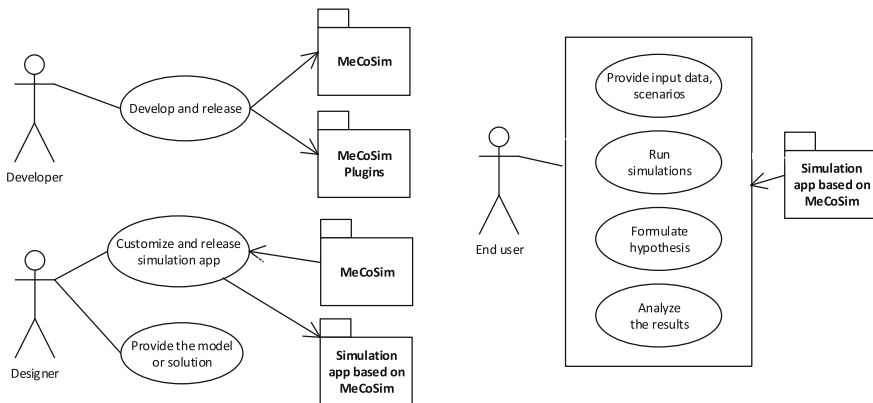 MeCoSim
Develop and release
MeCoSim
Plugins
Developer
Customize and release
simulation app
MeCoSim
Provide the model
or solution
Simulation
app based on
MeCoSim
Designer
Provide input data,
scenarios
Run
simulations
Formulate
hypothesis
Analyze
the results
End user
Simulation
app based on
MeCoSim